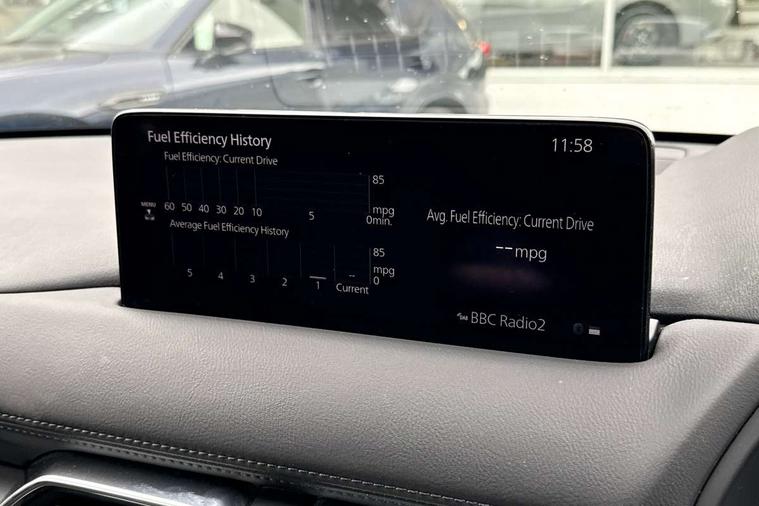 Fuel Efficiency History
11:58
Fuel Efficiency: Current Drive
85
MENU
60 50 40 30 20 10
5
mpg
0min.
Average Fuel Efficiency History
85
mpg
0
5 4 3 2 1 Current
--
Avg. Fuel Efficiency: Current Drive
--mpg
BBC Radio2